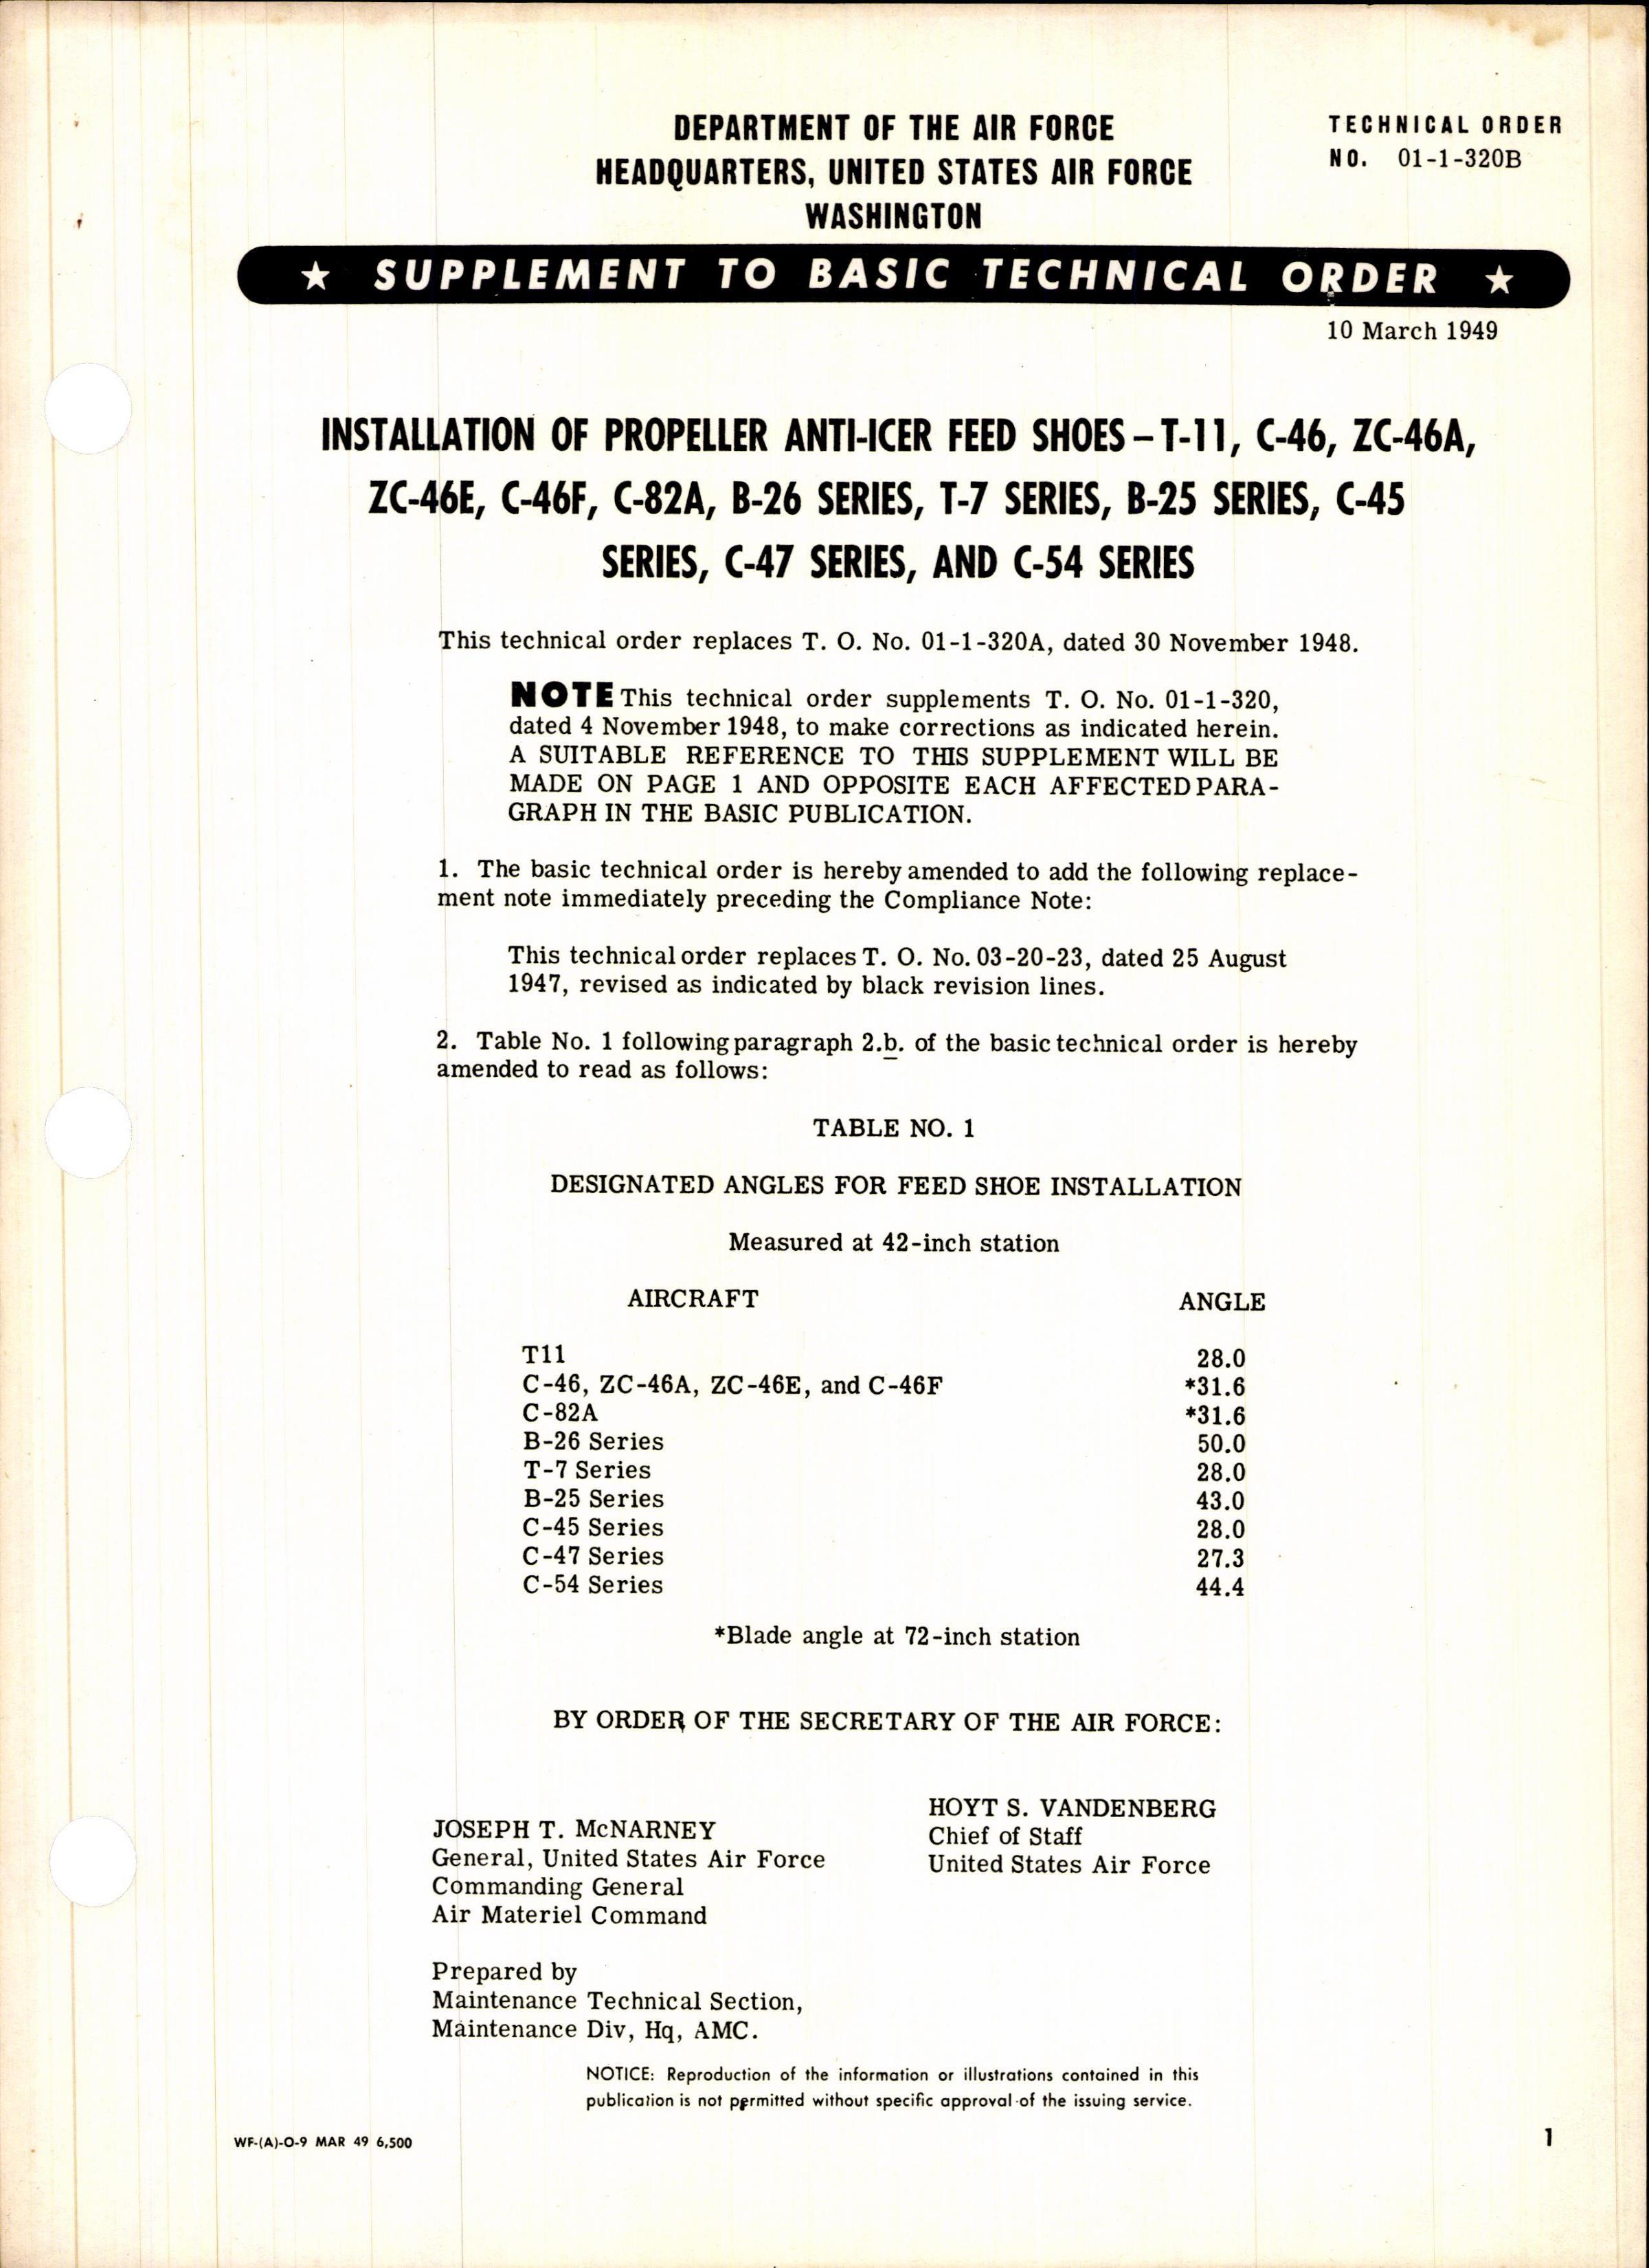 DEPARTMENT OF THE AIR FORCE
HEADQUARTERS, UNITED STATES AIR FORCE
WASHINGTON
TECHNICAL ORDER
NO. 01-1-320B
★ SUPPLEMENT TO BASIC TECHNICAL ORDER ★
10 March 1949
INSTALLATION OF PROPELLER ANTI-ICER FEED SHOES – T-11, C-46, ZC-46A,
ZC-46E, C-46F, C-82A, B-26 SERIES, T-7 SERIES, B-25 SERIES, C-45
SERIES, C-47 SERIES, AND C-54 SERIES
This technical order replaces T. O. No. 01-1-320A, dated 30 November 1948.
NOTE This technical order supplements T. O. No. 01-1-320,
dated 4 November 1948, to make corrections as indicated herein.
A SUITABLE REFERENCE TO THIS SUPPLEMENT WILL BE
MADE ON PAGE 1 AND OPPOSITE EACH AFFECTED PARA-
GRAPH IN THE BASIC PUBLICATION.
1. The basic technical order is hereby amended to add the following replace-
ment note immediately preceding the Compliance Note:
This technical order replaces T. O. No. 03-20-23, dated 25 August
1947, revised as indicated by black revision lines.
2. Table No. 1 following paragraph 2.b. of the basic technical order is hereby
amended to read as follows:
TABLE NO. 1
DESIGNATED ANGLES FOR FEED SHOE INSTALLATION
Measured at 42-inch station
AIRCRAFT ANGLE
T11 28.0
C-46, ZC-46A, ZC-46E, and C-46F *31.6
C-82A *31.6
B-26 Series 50.0
T-7 Series 28.0
B-25 Series 43.0
C-45 Series 28.0
C-47 Series 27.3
C-54 Series 44.4
*Blade angle at 72-inch station
BY ORDER OF THE SECRETARY OF THE AIR FORCE:
HOYT S. VANDENBERG
Chief of Staff
United States Air Force
JOSEPH T. McNARNEY
General, United States Air Force
Commanding General
Air Materiel Command
Prepared by
Maintenance Technical Section,
Maintenance Div, Hq, AMC.
NOTICE: Reproduction of the information or illustrations contained in this
publication is not permitted without specific approval of the issuing service.
WF-(A)-O-9 MAR 49 6,500
1